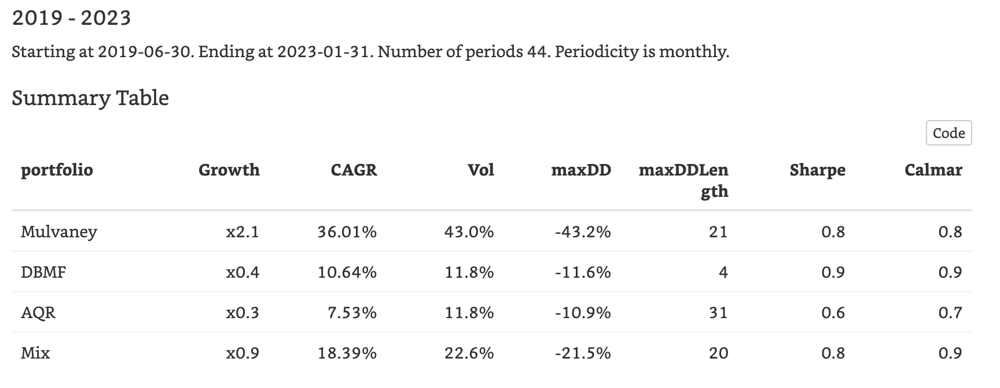 2019 - 2023
Starting at 2019-06-30. Ending at 2023-01-31. Number of periods 44. Periodicity is monthly.
Summary Table
Code
portfolio Growth CAGR Vol maxDD maxDDLen Sharpe Calmar
gth
Mulvaney x2.1 36.01% 43.0% -43.2% 21 0.8 0.8
DBMF x0.4 10.64% 11.8% -11.6% 4 0.9 0.9
AQR x0.3 7.53% 11.8% -10.9% 31 0.6 0.7
Mix x0.9 18.39% 22.6% -21.5% 20 0.8 0.9